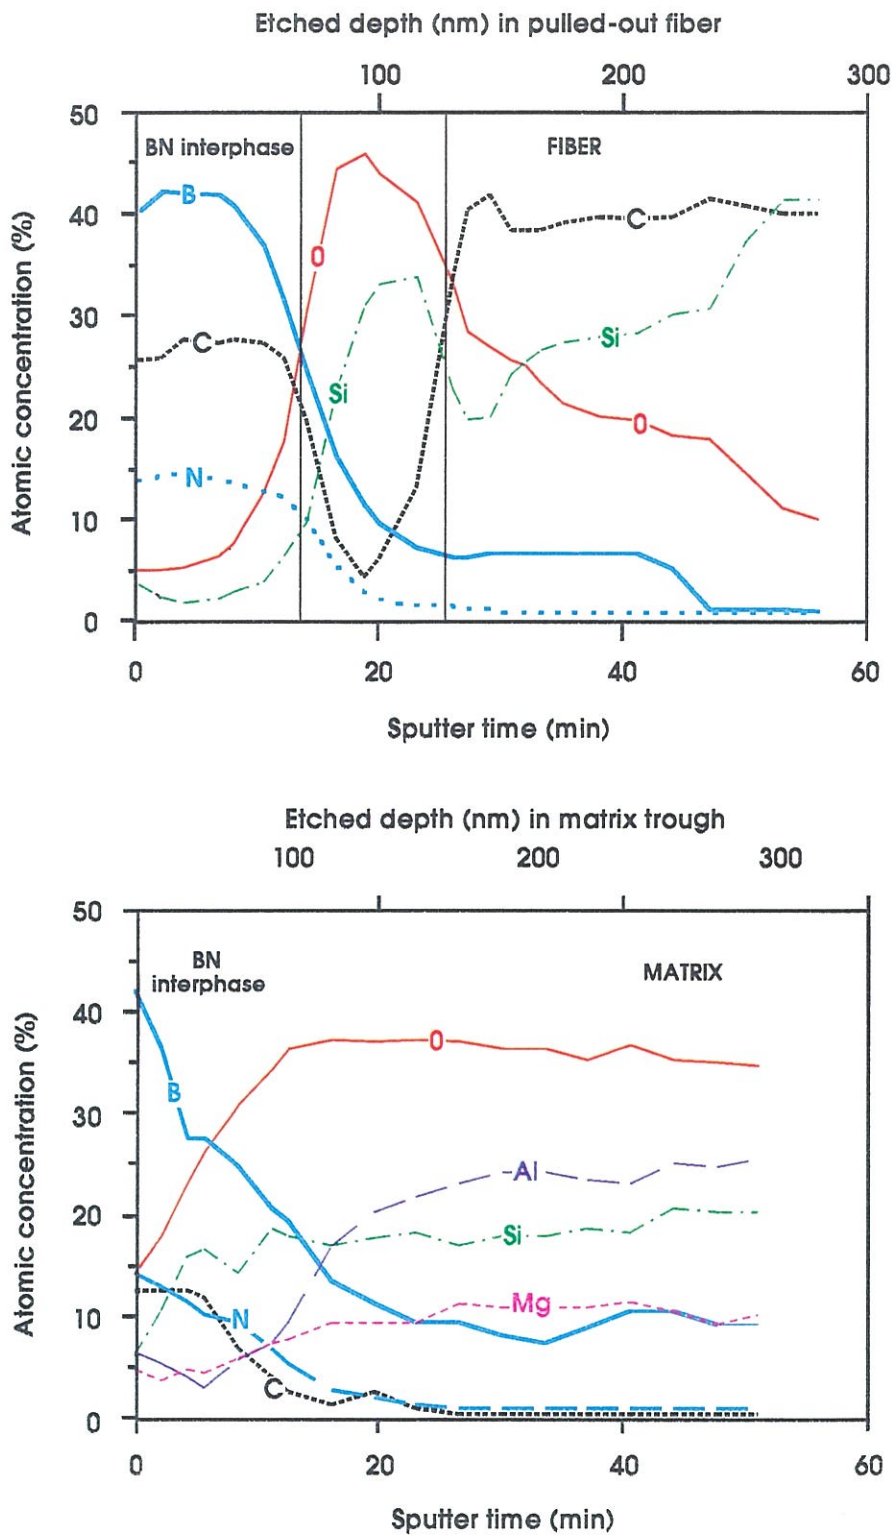 Etched depth (nm) in pulled-out fiber
100 200 300
50
BN interphase FIBER
B
40
C
O
Atomic concentration (%)
30
C
Si
Si
20
O
N
10
0
0 20 40 60
Sputter time (min)
Etched depth (nm) in matrix trough
100 200 300
50
BN
interphase
MATRIX
40
O
B
Atomic concentration (%)
30
Al
20
Si
Mg
10
N
C
0
0 20 40 60
Sputter time (min)